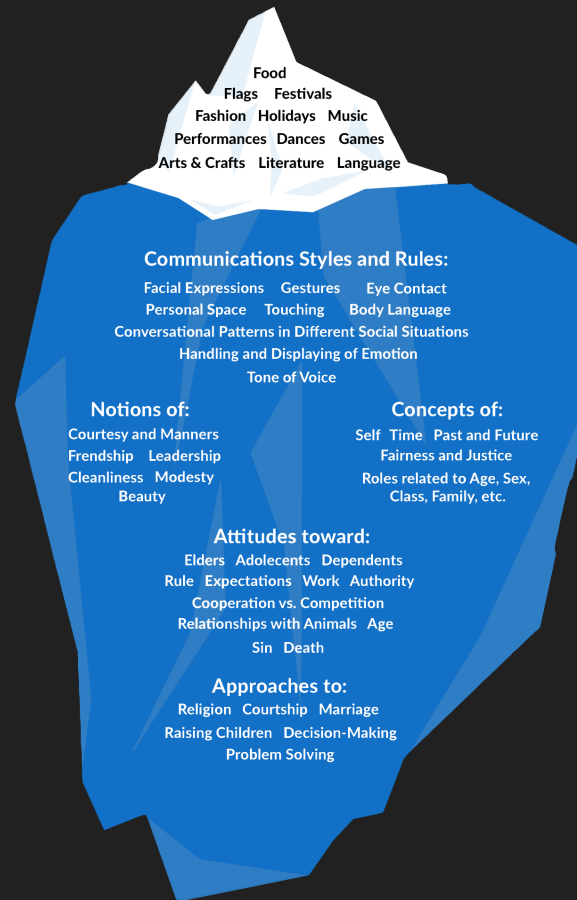 Food
Flags Festivals
Fashion Holidays Music
Performances Dances Games
Arts & Crafts Literature Language
Communications Styles and Rules:
Facial Expressions Gestures Eye Contact
Personal Space Touching Body Language
Conversational Patterns in Different Social Situations
Handling and Displaying of Emotion
Tone of Voice
Notions of:
Courtesy and Manners
Frendship Leadership
Cleanliness Modesty
Beauty
Concepts of:
Self Time Past and Future
Fairness and Justice
Roles related to Age, Sex,
Class, Family, etc.
Attitudes toward:
Elders Adolecents Dependents
Rule Expectations Work Authority
Cooperation vs. Competition
Relationships with Animals Age
Sin Death
Approaches to:
Religion Courtship Marriage
Raising Children Decision-Making
Problem Solving